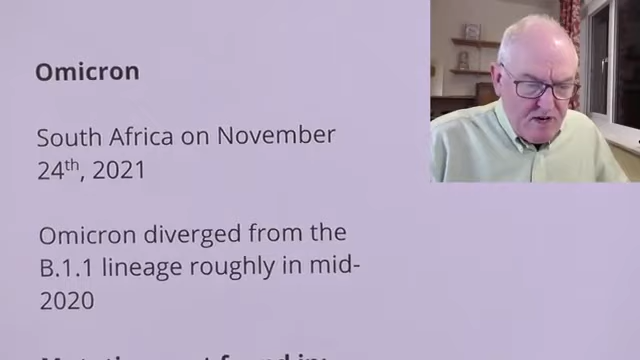 Omicron
South Africa on November
24th, 2021
Omicron diverged from the
B.1.1 lineage roughly in mid-
2020